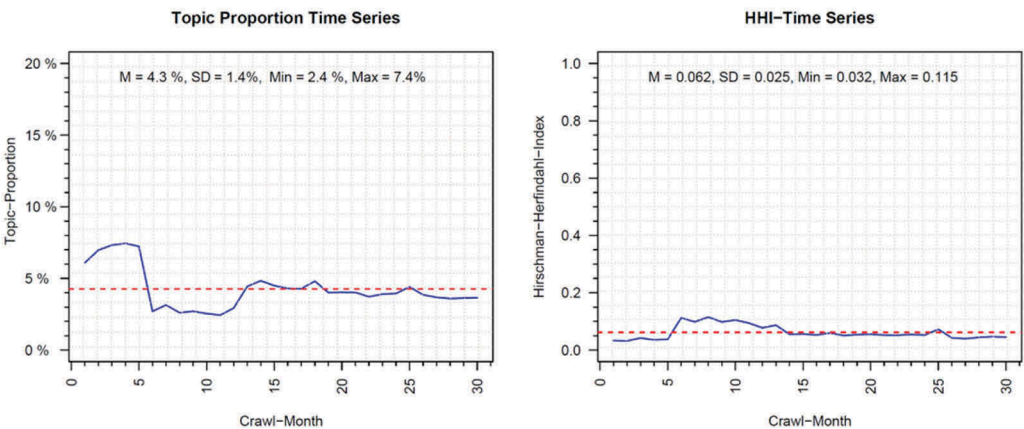 Topic Proportion Time Series
M = 4.3 %, SD = 1.4%, Min = 2.4 %, Max = 7.4%
Topic−Proportion
20 %
15 %
10 %
5 %
0 %
0 5 10 15 20 25 30
Crawl−Month
HHI−Time Series
M = 0.062, SD = 0.025, Min = 0.032, Max = 0.115
Hirschman−Herfindahl−Index
1.0
0.8
0.6
0.4
0.2
0.0
0 5 10 15 20 25 30
Crawl−Month